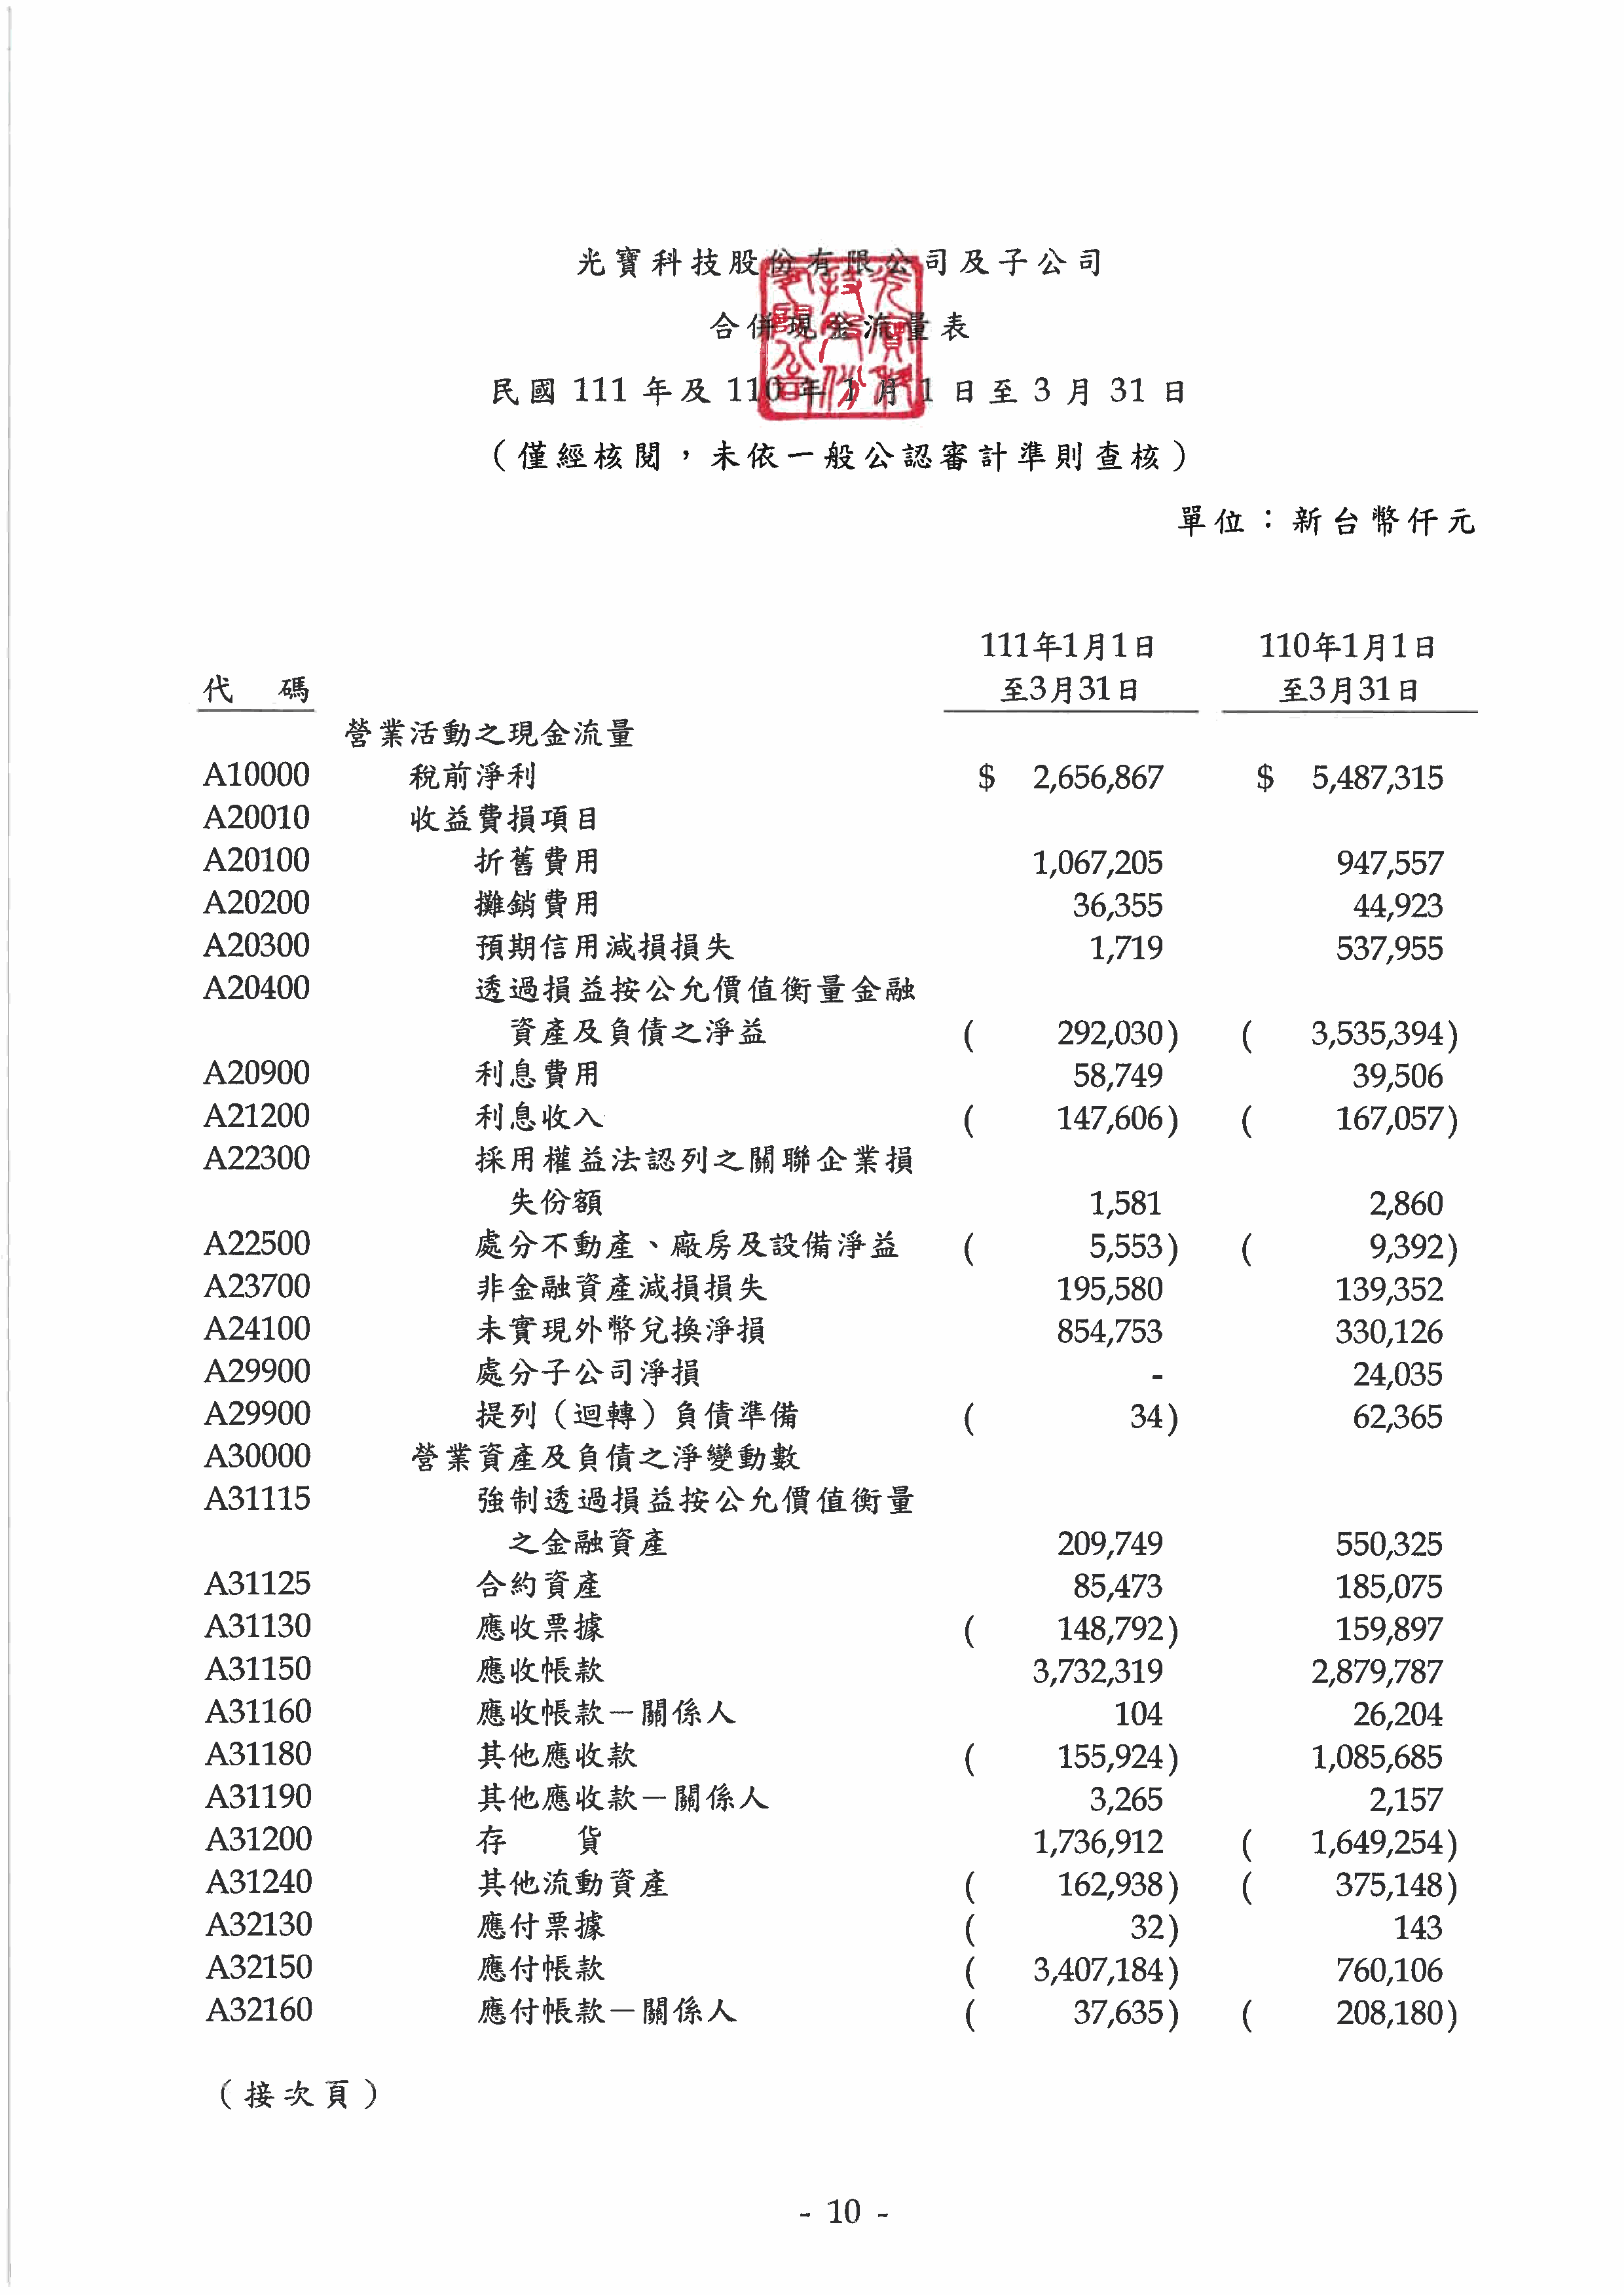 光寶科技股份有限公司及子公司
合併現金流量表
民國 111 年及 110 年 1 月 1 日至 3 月 31 日
（僅經核閱，未依一般公認審計準則查核）
單位：新台幣仟元
111年1月1日 110年1月1日
代 碼 至3月31日 至3月31日
營業活動之現金流量
A10000 稅前淨利 $ 2,656,867 $ 5,487,315
A20010 收益費損項目
A20100 折舊費用 1,067,205 947,557
A20200 攤銷費用 36,355 44,923
A20300 預期信用減損損失 1,719 537,955
A20400 透過損益按公允價值衡量金融
資產及負債之淨益 ( 292,030) ( 3,535,394)
A20900 利息費用 58,749 39,506
A21200 利息收入 ( 147,606) ( 167,057)
A22300 採用權益法認列之關聯企業損
失份額 1,581 2,860
A22500 處分不動產、廠房及設備淨益 ( 5,553) ( 9,392)
A23700 非金融資產減損損失 195,580 139,352
A24100 未實現外幣兌換淨損 854,753 330,126
A29900 處分子公司淨損 - 24,035
A29900 提列（迴轉）負債準備 ( 34) 62,365
A30000 營業資產及負債之淨變動數
A31115 強制透過損益按公允價值衡量
之金融資產 209,749 550,325
A31125 合約資產 85,473 185,075
A31130 應收票據 ( 148,792) 159,897
A31150 應收帳款 3,732,319 2,879,787
A31160 應收帳款－關係人 104 26,204
A31180 其他應收款 ( 155,924) 1,085,685
A31190 其他應收款－關係人 3,265 2,157
A31200 存 貨 1,736,912 ( 1,649,254)
A31240 其他流動資產 ( 162,938) ( 375,148)
A32130 應付票據 ( 32) 143
A32150 應付帳款 ( 3,407,184) 760,106
A32160 應付帳款－關係人 ( 37,635) ( 208,180)
（接次頁）
- 10 -